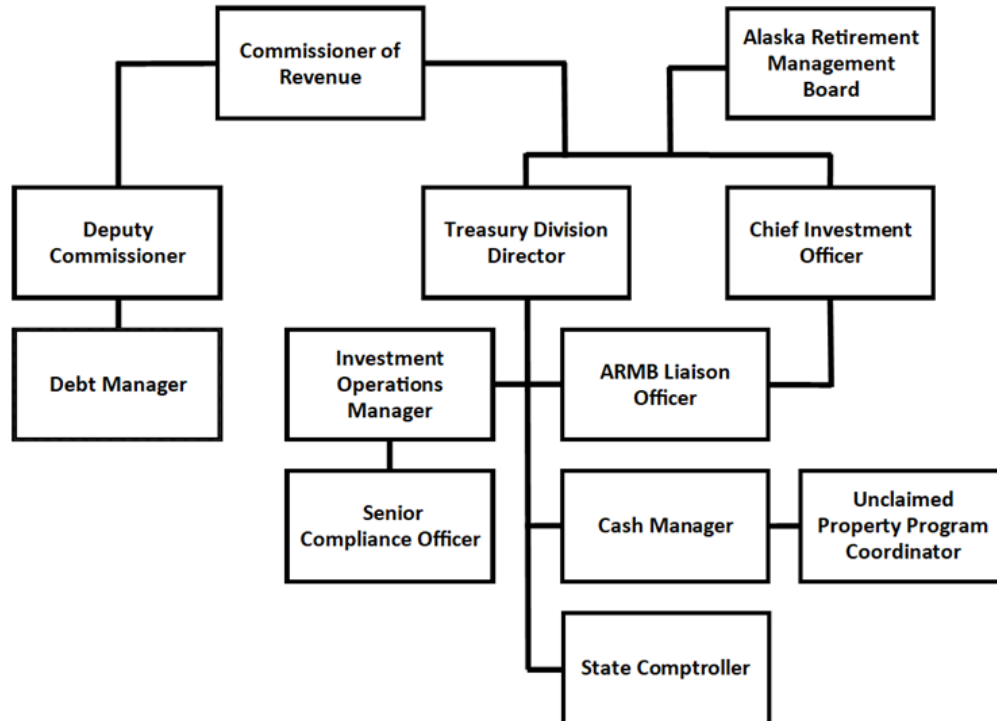 Commissioner of
Revenue
Alaska Retirement
Management
Board
Deputy
Commissioner
Treasury Division
Director
Chief Investment
Officer
Debt Manager
Investment
Operations
Manager
ARMB Liaison
Officer
Senior
Compliance Officer
Cash Manager
Unclaimed
Property Program
Coordinator
State Comptroller